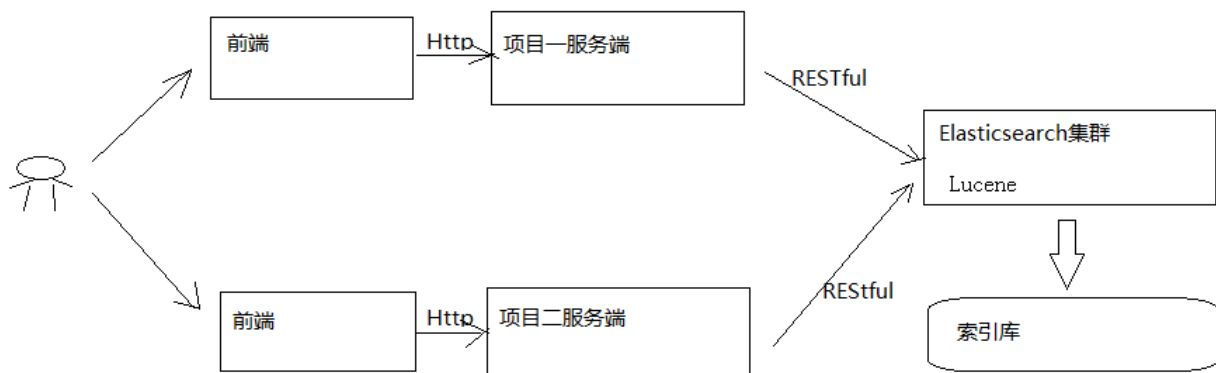 前端
Http
项目一服务端
RESTful
Elasticsearch集群
Lucene
前端
Http
项目二服务端
REStful
索引库